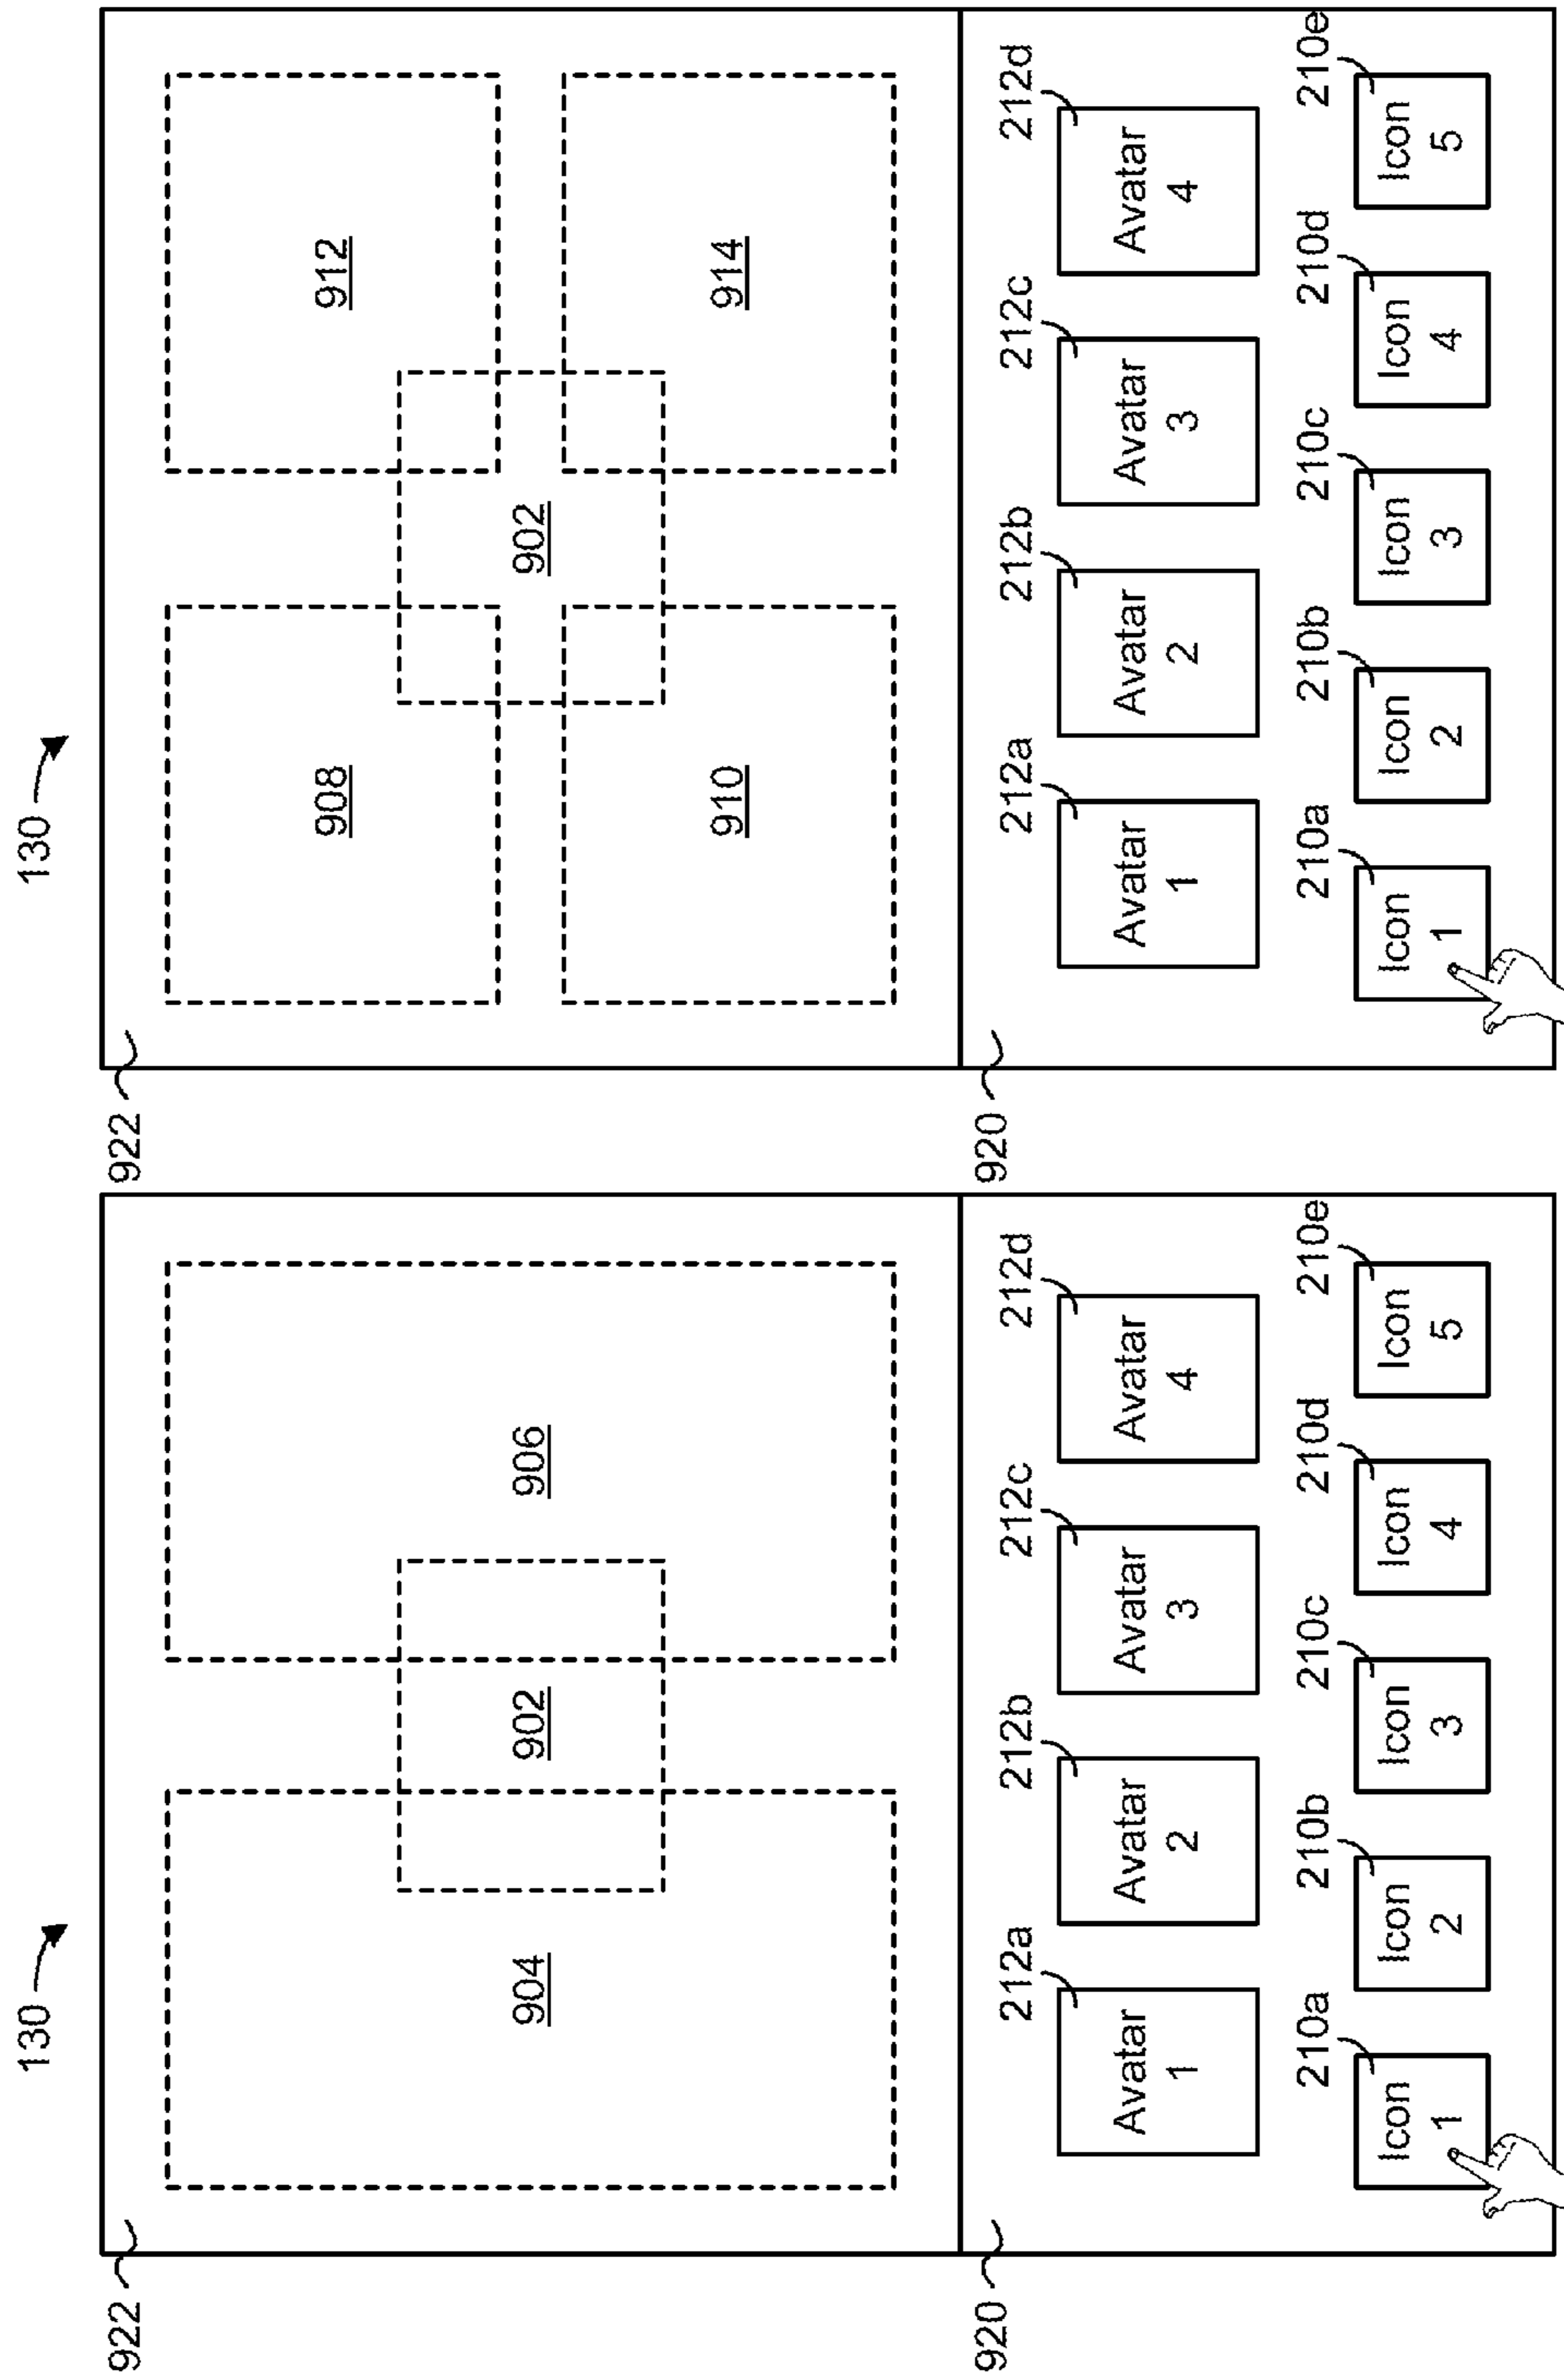 130
922
904
902
906
920
212a
212b
212c
212d
Avatar
1
Avatar
2
Avatar
3
Avatar
4
210a
210b
210c
210d
210e
Icon
1
Icon
2
Icon
3
Icon
4
Icon
5
130
922
908
912
902
910
914
920
212a
212b
212c
212d
Avatar
1
Avatar
2
Avatar
3
Avatar
4
210a
210b
210c
210d
210e
Icon
1
Icon
2
Icon
3
Icon
4
Icon
5